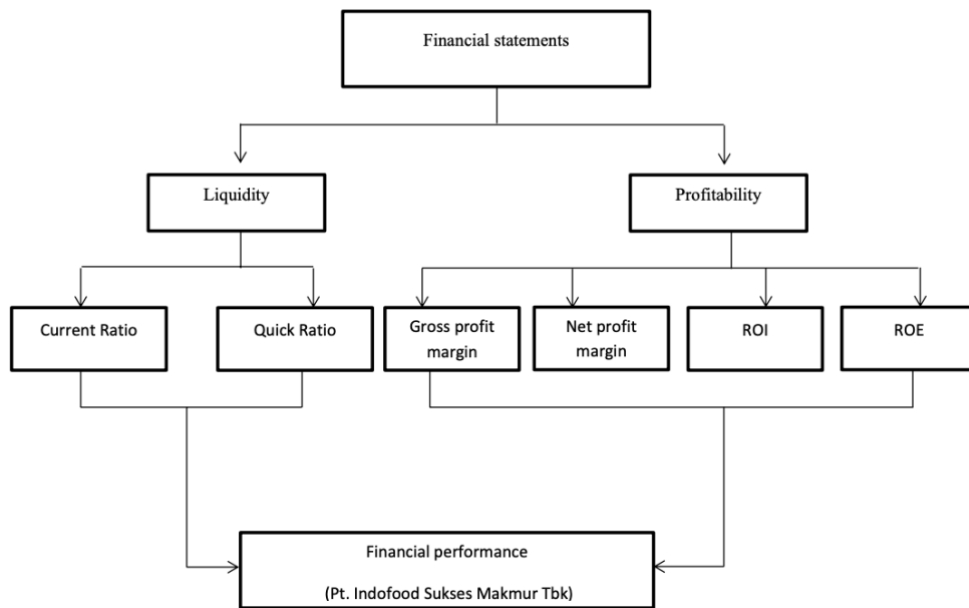 Financial statements
Liquidity
Profitability
Current Ratio
Quick Ratio
Gross profit
margin
Net profit
margin
ROI
ROE
Financial performance
(Pt. Indofood Sukses Makmur Tbk)